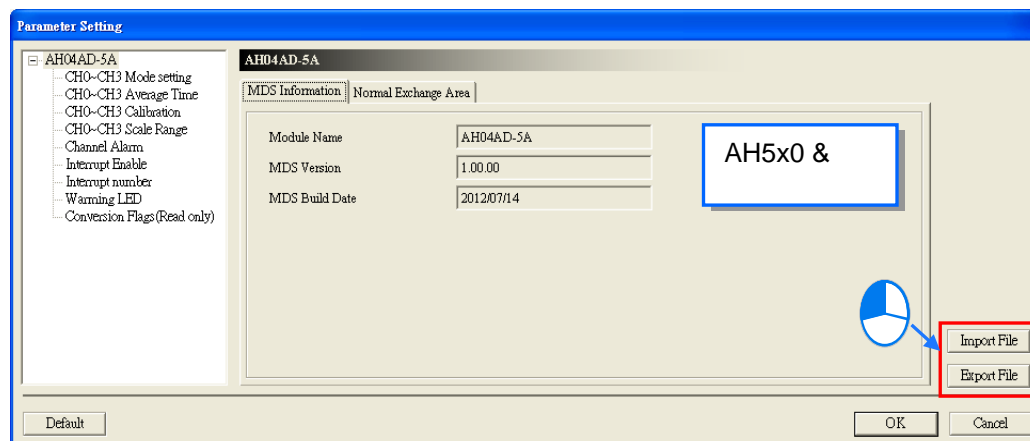 Parameter Setting
AH04AD-5A
CH0~CH3 Mode setting
CH0~CH3 Average Time
CH0~CH3 Calibration
CH0~CH3 Scale Range
Channel Alarm
Interrupt Enable
Interrupt number
Warming LED
Conversion Flags(Read only)
AH04AD-5A
MDS Information
Normal Exchange Area
Module Name
AH04AD-5A
MDS Version
1.00.00
MDS Build Date
2012/07/14
AH5x0 &
Import File
Export File
Default
OK
Cancel